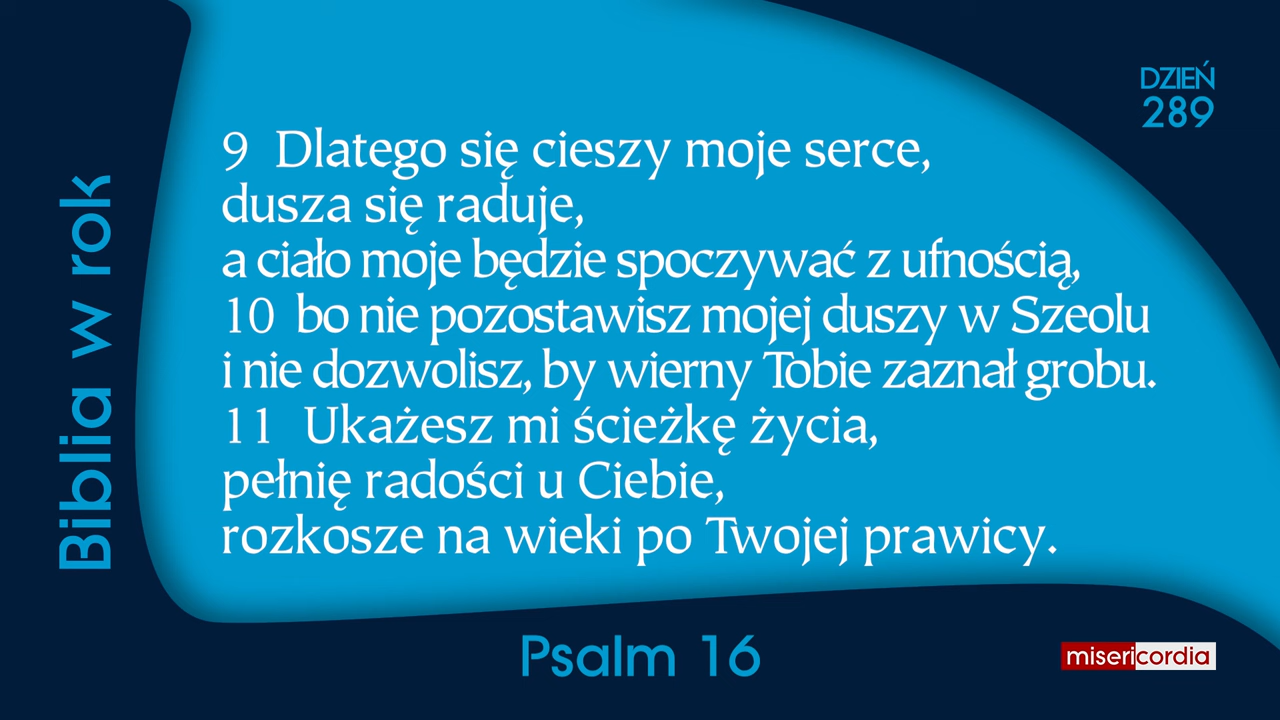 DZIEŃ
289
Biblia w rok
9 Dlatego się cieszy moje serce,
dusza się raduje,
a ciało moje będzie spoczywać z ufnością,
10 bo nie pozostawisz mojej duszy w Szeolu
i nie dozwolisz, by wierny Tobie zaznał grobu.
11 Ukażesz mi ścieżkę życia,
pełnię radości u Ciebie,
rozkosze na wieki po Twojej prawicy.
Psalm 16
misericordia